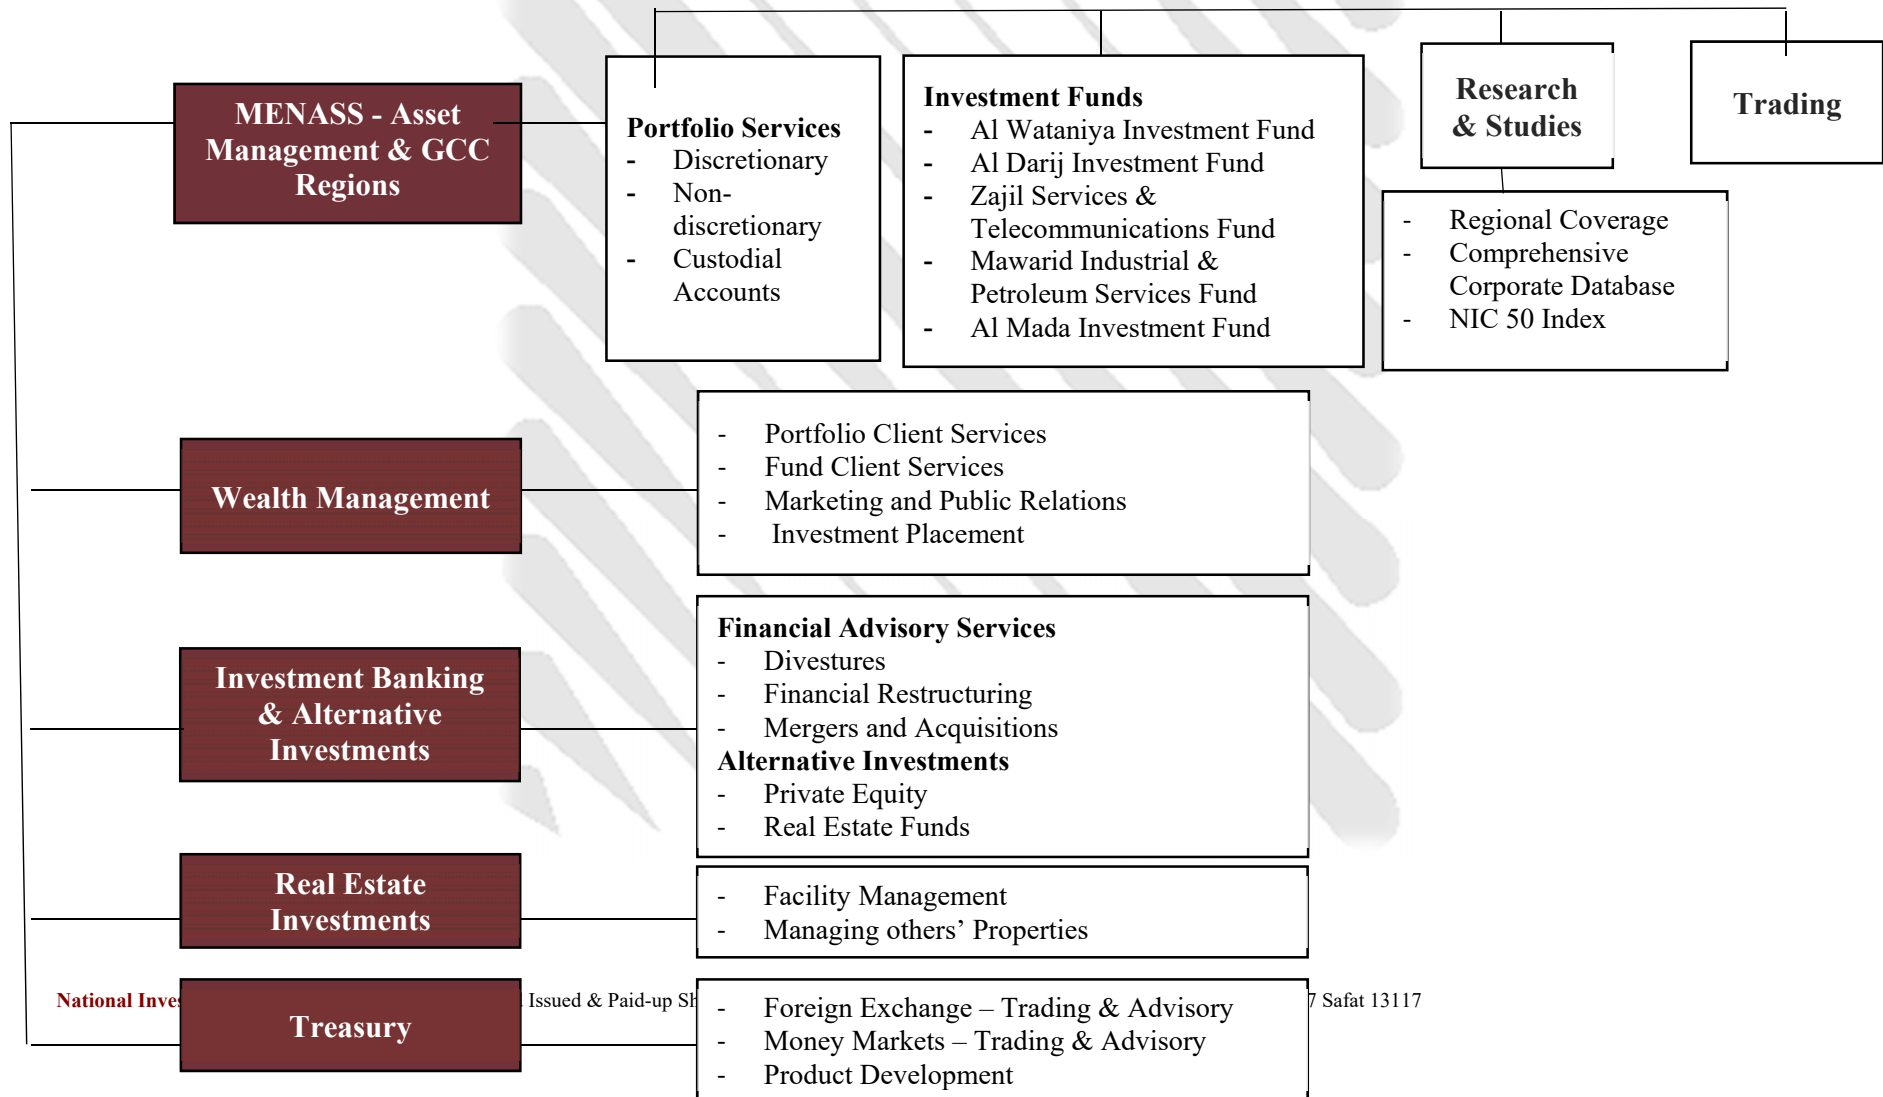 MENASS - Asset
Management & GCC
Regions
Portfolio Services
- Discretionary
- Non-
discretionary
- Custodial
Accounts
Investment Funds
- Al Wataniya Investment Fund
- Al Darij Investment Fund
- Zajil Services &
Telecommunications Fund
- Mawarid Industrial &
Petroleum Services Fund
- Al Mada Investment Fund
Research
& Studies
Trading
- Regional Coverage
- Comprehensive
Corporate Database
- NIC 50 Index
Wealth Management
- Portfolio Client Services
- Fund Client Services
- Marketing and Public Relations
- Investment Placement
Investment Banking
& Alternative
Investments
Financial Advisory Services
- Divestures
- Financial Restructuring
- Mergers and Acquisitions
Alternative Investments
- Private Equity
- Real Estate Funds
Real Estate
Investments
- Facility Management
- Managing others’ Properties
Treasury
- Foreign Exchange – Trading & Advisory
- Money Markets – Trading & Advisory
- Product Development
National Issued & Paid-up Safat 13117